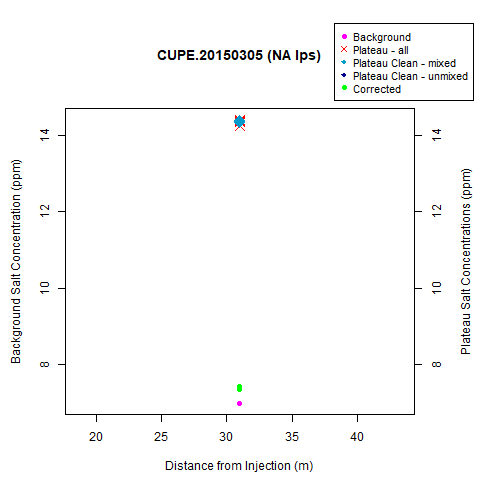 CUPE.20150305 (NA lps)
Background
Plateau - all
Plateau Clean - mixed
Plateau Clean - unmixed
Corrected
Background Salt Concentration (ppm)
14
12
10
8
14
12
10
8
Plateau Salt Concentrations (ppm)
20 25 30 35 40
Distance from Injection (m)